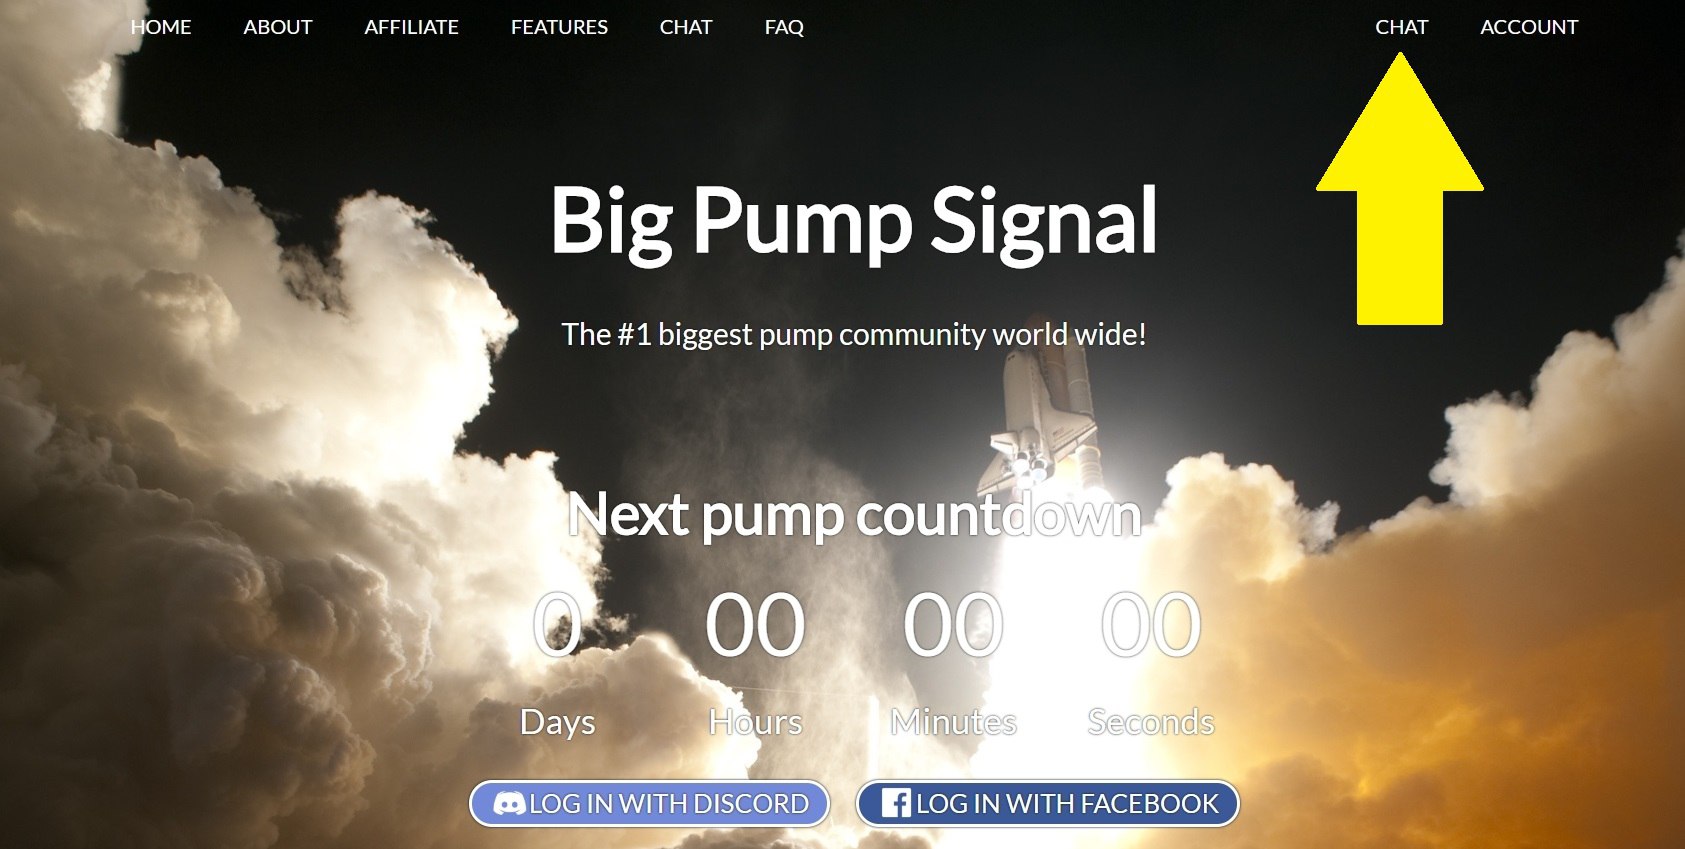 HOME ABOUT AFFILIATE FEATURES CHAT FAQ CHAT ACCOUNT
Big Pump Signal
The #1 biggest pump community world wide!
Next pump countdown
0 00 00 00
Days Hours Minutes Seconds
LOG IN WITH DISCORD LOG IN WITH FACEBOOK